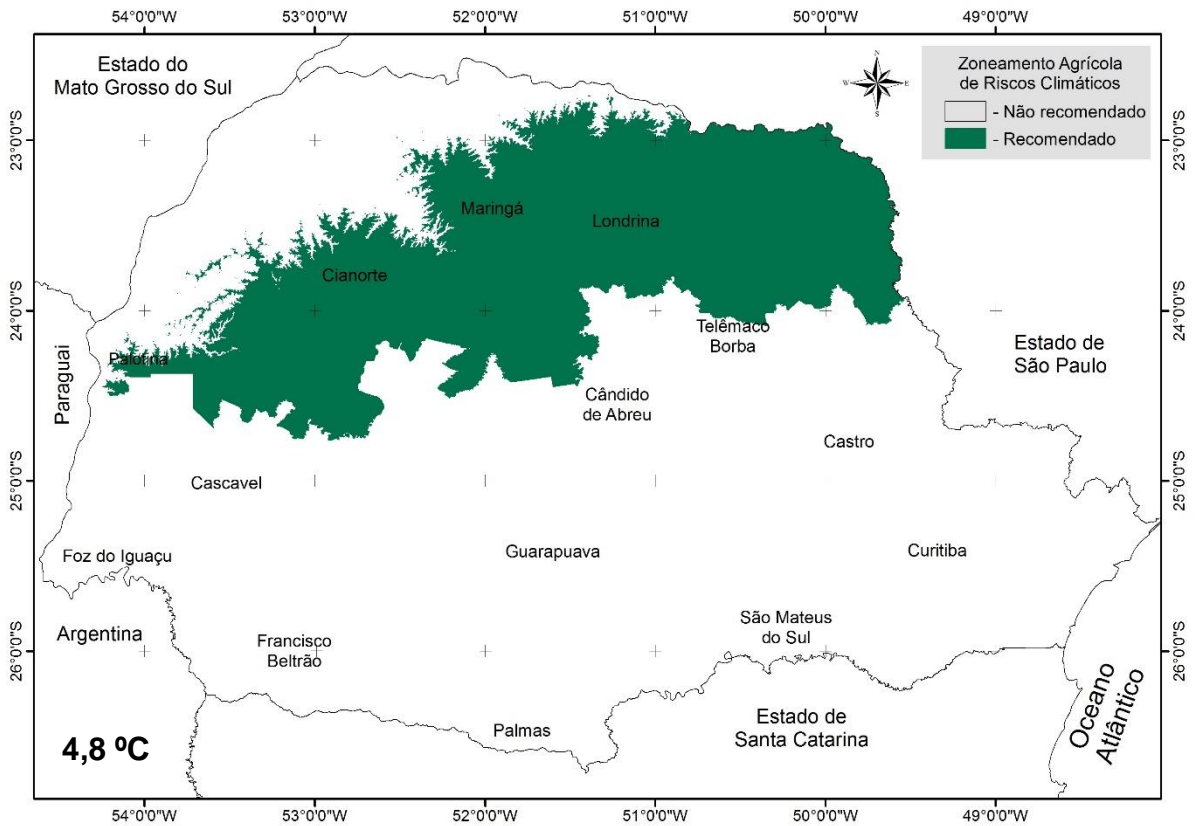 54°0'0"W
53°0'0"W
52°0'0"W
51°0'0"W
50°0'0"W
49°0'0"W
Estado do
Mato Grosso do Sul
N
W
E
S
Zoneamento Agrícola
de Riscos Climáticos
- Não recomendado
- Recomendado
23°0'0"S
23°0'0"S
Maringá
Londrina
Cianorte
24°0'0"S
24°0'0"S
Telêmaco
Borba
Estado de
São Paulo
Palotina
Paraguai
Cândido
de Abreu
Castro
Cascavel
25°0'0"S
25°0'0"S
Foz do Iguaçu
Guarapuava
Curitiba
Argentina
Francisco
Beltrão
São Mateus
do Sul
26°0'0"S
26°0'0"S
Palmas
Estado de
Santa Catarina
Oceano
Atlântico
4,8 ºC
54°0'0"W
53°0'0"W
52°0'0"W
51°0'0"W
50°0'0"W
49°0'0"W